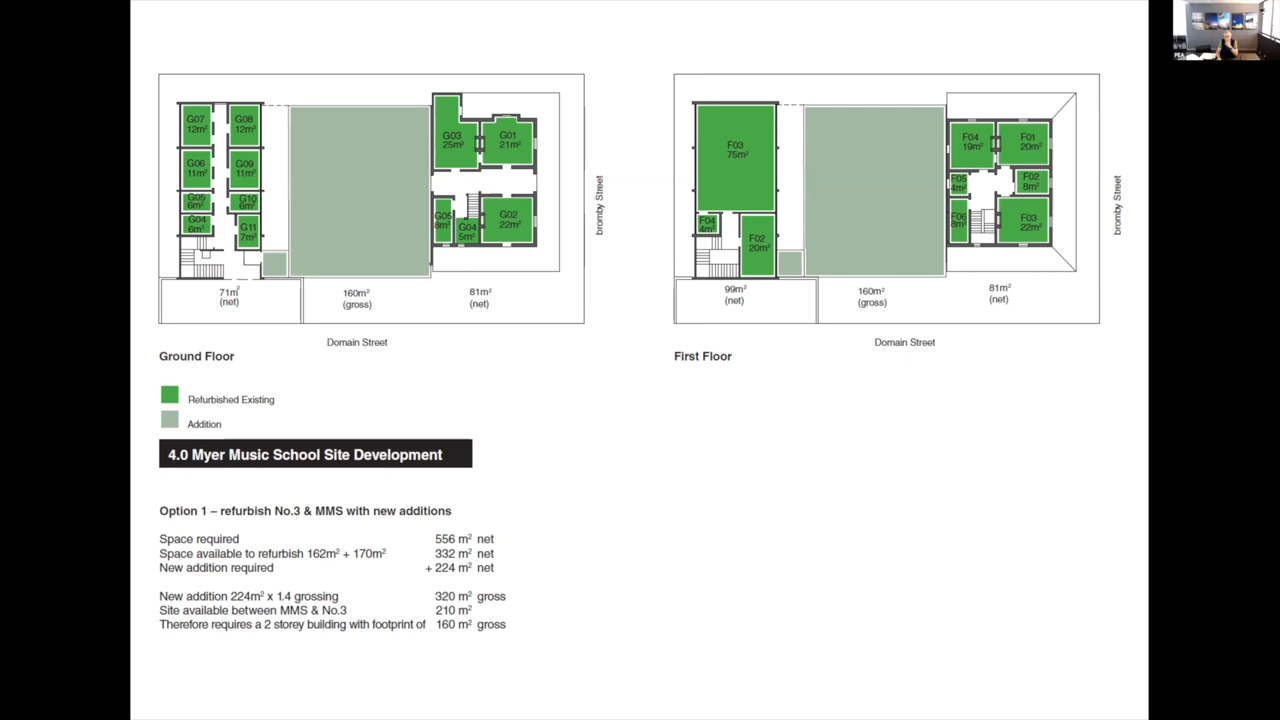 G07
12m²
G08
12m²
G06
11m²
G09
11m²
G05
6m²
G10
6m²
G04
6m²
G11
7m²
G03
25m²
G01
21m²
G05
8m²
G04
5m²
G02
22m²
71m²
(net)
160m²
(gross)
81m²
(net)
bromby Street
Domain Street
Ground Floor
F03
75m²
F04
4m²
F02
20m²
F04
19m²
F01
20m²
F05
4m²
F02
8m²
F06
8m²
F03
22m²
99m²
(net)
160m²
(gross)
81m²
(net)
bromby Street
Domain Street
First Floor
Refurbished Existing
Addition
4.0 Myer Music School Site Development
Option 1 – refurbish No.3 & MMS with new additions
Space required 556 m² net
Space available to refurbish 162m² + 170m² 332 m² net
New addition required + 224 m² net
New addition 224m² x 1.4 grossing 320 m² gross
Site available between MMS & No.3 210 m²
Therefore requires a 2 storey building with footprint of 160 m² gross